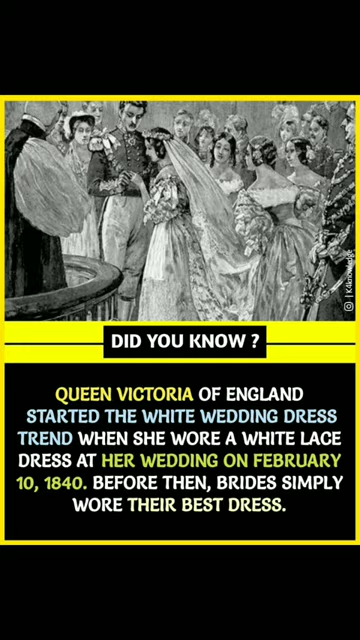 | K4knowledge
DID YOU KNOW ?
QUEEN VICTORIA OF ENGLAND
STARTED THE WHITE WEDDING DRESS
TREND WHEN SHE WORE A WHITE LACE
DRESS AT HER WEDDING ON FEBRUARY
10, 1840. BEFORE THEN, BRIDES SIMPLY
WORE THEIR BEST DRESS.